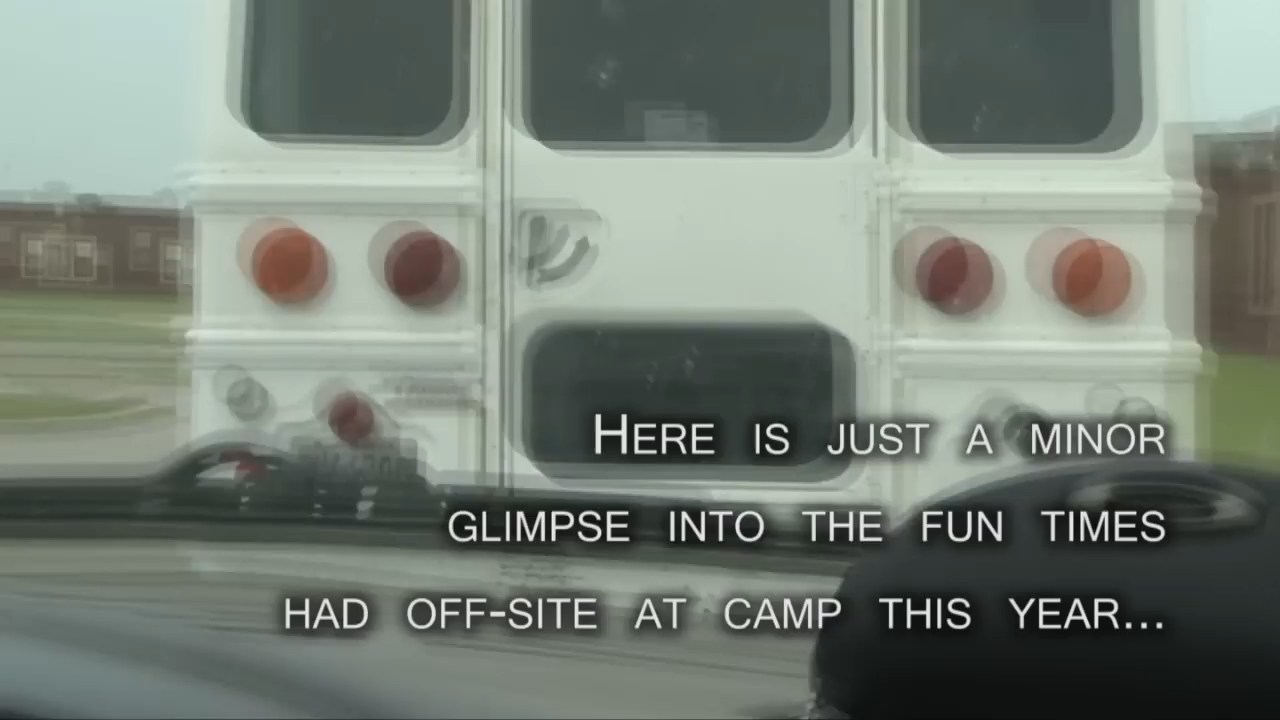 Here is just a minor
glimpse into the fun times
had off-site at camp this year...